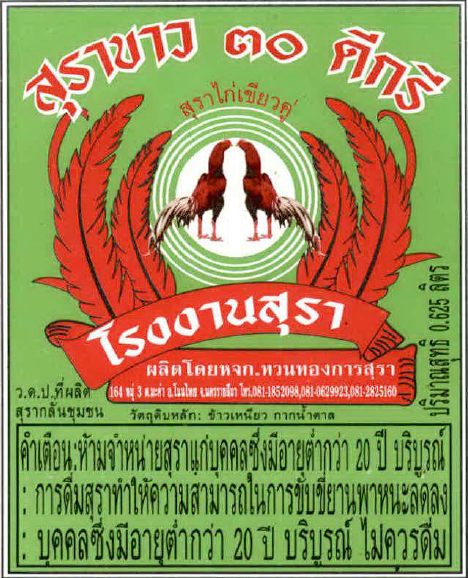 สุราขาว ๓๐ ดีกรี
สุราไก่เขียวคู่
โรงงานสุรา
ผลิตโดยหจก.หวนทองการสุรา
164 หมู่ 3 ต.มะค่า อ.โนนไทย จ.นครราชสีมา โทร.081-1852098,081-0629923,081-2825160
ปริมาณสุทธิ 0.625 ลิตร
ว.ด.ป.ที่ผลิต
สุรากลั่นชุมชน
วัตถุดิบหลัก: ข้าวเหนียว กากน้ำตาล
คำเตือน:ห้ามจำหน่ายสุราแก่บุคคลซึ่งมีอายุต่ำกว่า 20 ปี บริบูรณ์
: การดื่มสุราทำให้ความสามารถในการขับขี่ยานพาหนะลดลง
: บุคคลซึ่งมีอายุต่ำกว่า 20 ปี บริบูรณ์ ไม่ควรดื่ม